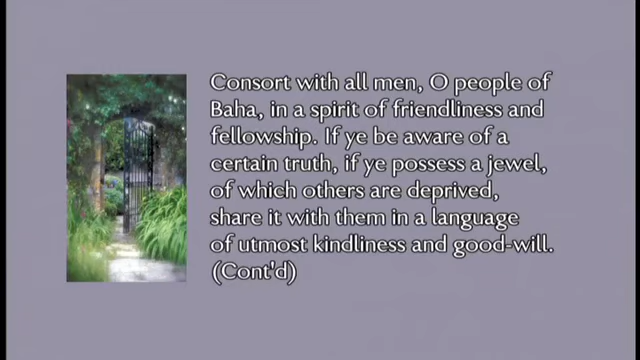 Consort with all men, O people of
Baha, in a spirit of friendliness and
fellowship. If ye be aware of a
certain truth, if ye possess a jewel,
of which others are deprived,
share it with them in a language
of utmost kindliness and good-will.
(Cont'd)